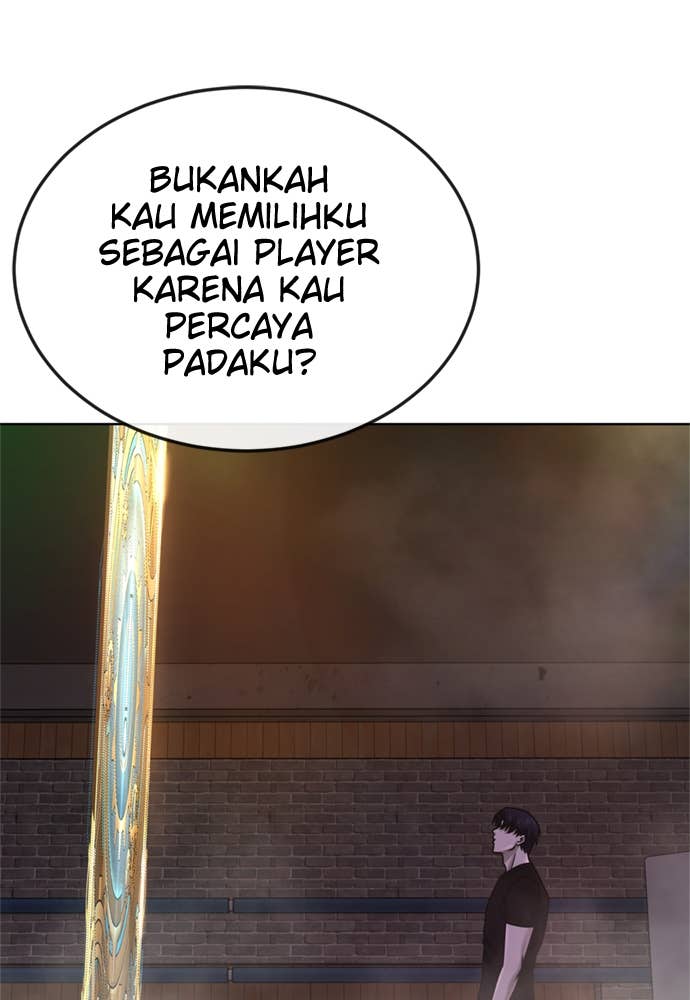 BUKANKAH
KAU MEMILIHKU
SEBAGAI PLAYER
KARENA KAU
PERCAYA
PADAKU?